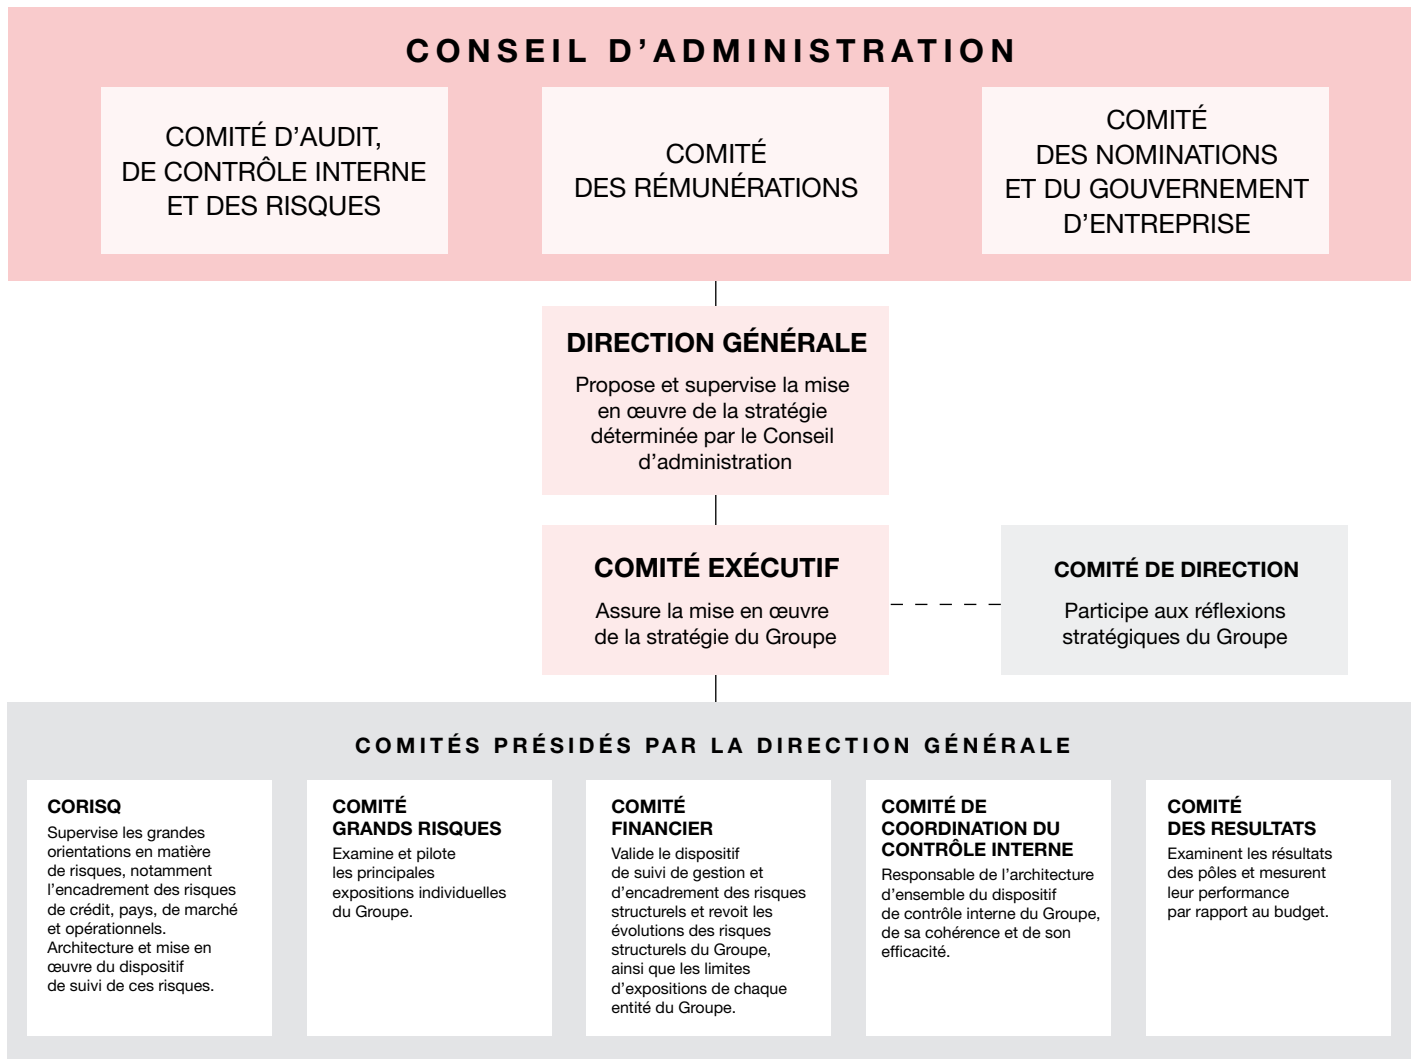 CONSEIL D’ADMINISTRATION
COMITÉ D’AUDIT,
DE CONTRÔLE INTERNE
ET DES RISQUES
COMITÉ
DES RÉMUNÉRATIONS
COMITÉ
DES NOMINATIONS
ET DU GOUVERNEMENT
D’ENTREPRISE
DIRECTION GÉNÉRALE
Propose et supervise la mise
en œuvre de la stratégie
déterminée par le Conseil
d’administration
COMITÉ EXÉCUTIF
Assure la mise en œuvre
de la stratégie du Groupe
COMITÉ DE DIRECTION
Participe aux réflexions
stratégiques du Groupe
COMITÉS PRÉSIDÉS PAR LA DIRECTION GÉNÉRALE
CORISQ
Supervise les grandes
orientations en matière
de risques, notamment
l’encadrement des risques
de crédit, pays, de marché
et opérationnels.
Architecture et mise en
œuvre du dispositif
de suivi de ces risques.
COMITÉ
GRANDS RISQUES
Examine et pilote
les principales
expositions individuelles
du Groupe.
COMITÉ
FINANCIER
Valide le dispositif
de suivi de gestion et
d’encadrement des risques
structurels et revoit les
évolutions des risques
structurels du Groupe,
ainsi que les limites
d’expositions de chaque
entité du Groupe.
COMITÉ DE
COORDINATION DU
CONTRÔLE INTERNE
Responsable de l’architecture
d’ensemble du dispositif
de contrôle interne du Groupe,
de sa cohérence et de son
efficacité.
COMITÉ
DES RESULTATS
Examinent les résultats
des pôles et mesurent
leur performance
par rapport au budget.